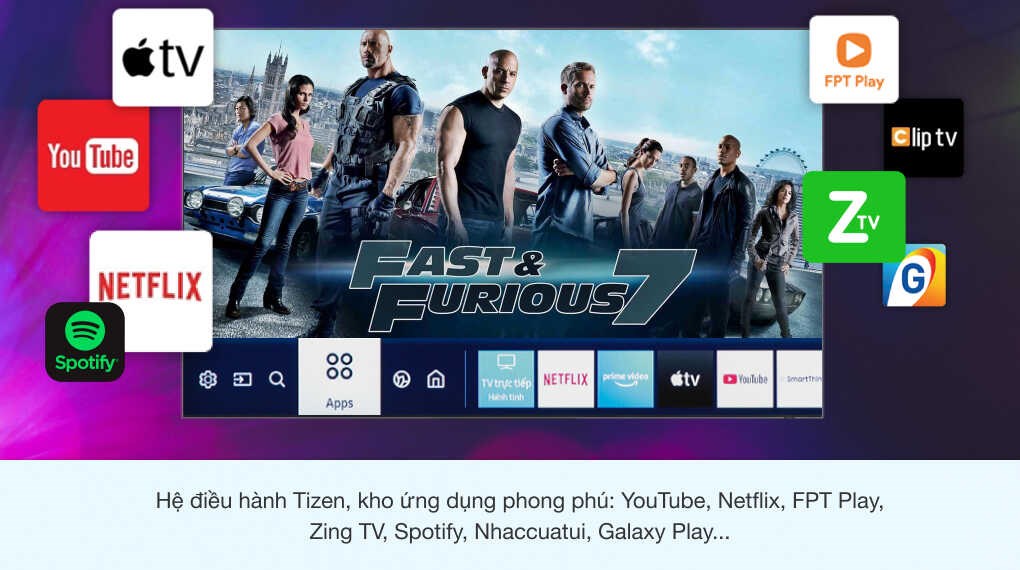 tv
FPT Play
YouTube
Clip tv
Z TV
NETFLIX
G
Spotify
FAST & FURIOUS 7
Apps
TV trực tiếp
Hành tinh
NETFLIX
prime video
tv
YouTube
SmartThin
Hệ điều hành Tizen, kho ứng dụng phong phú: YouTube, Netflix, FPT Play,
Zing TV, Spotify, Nhaccuatui, Galaxy Play...